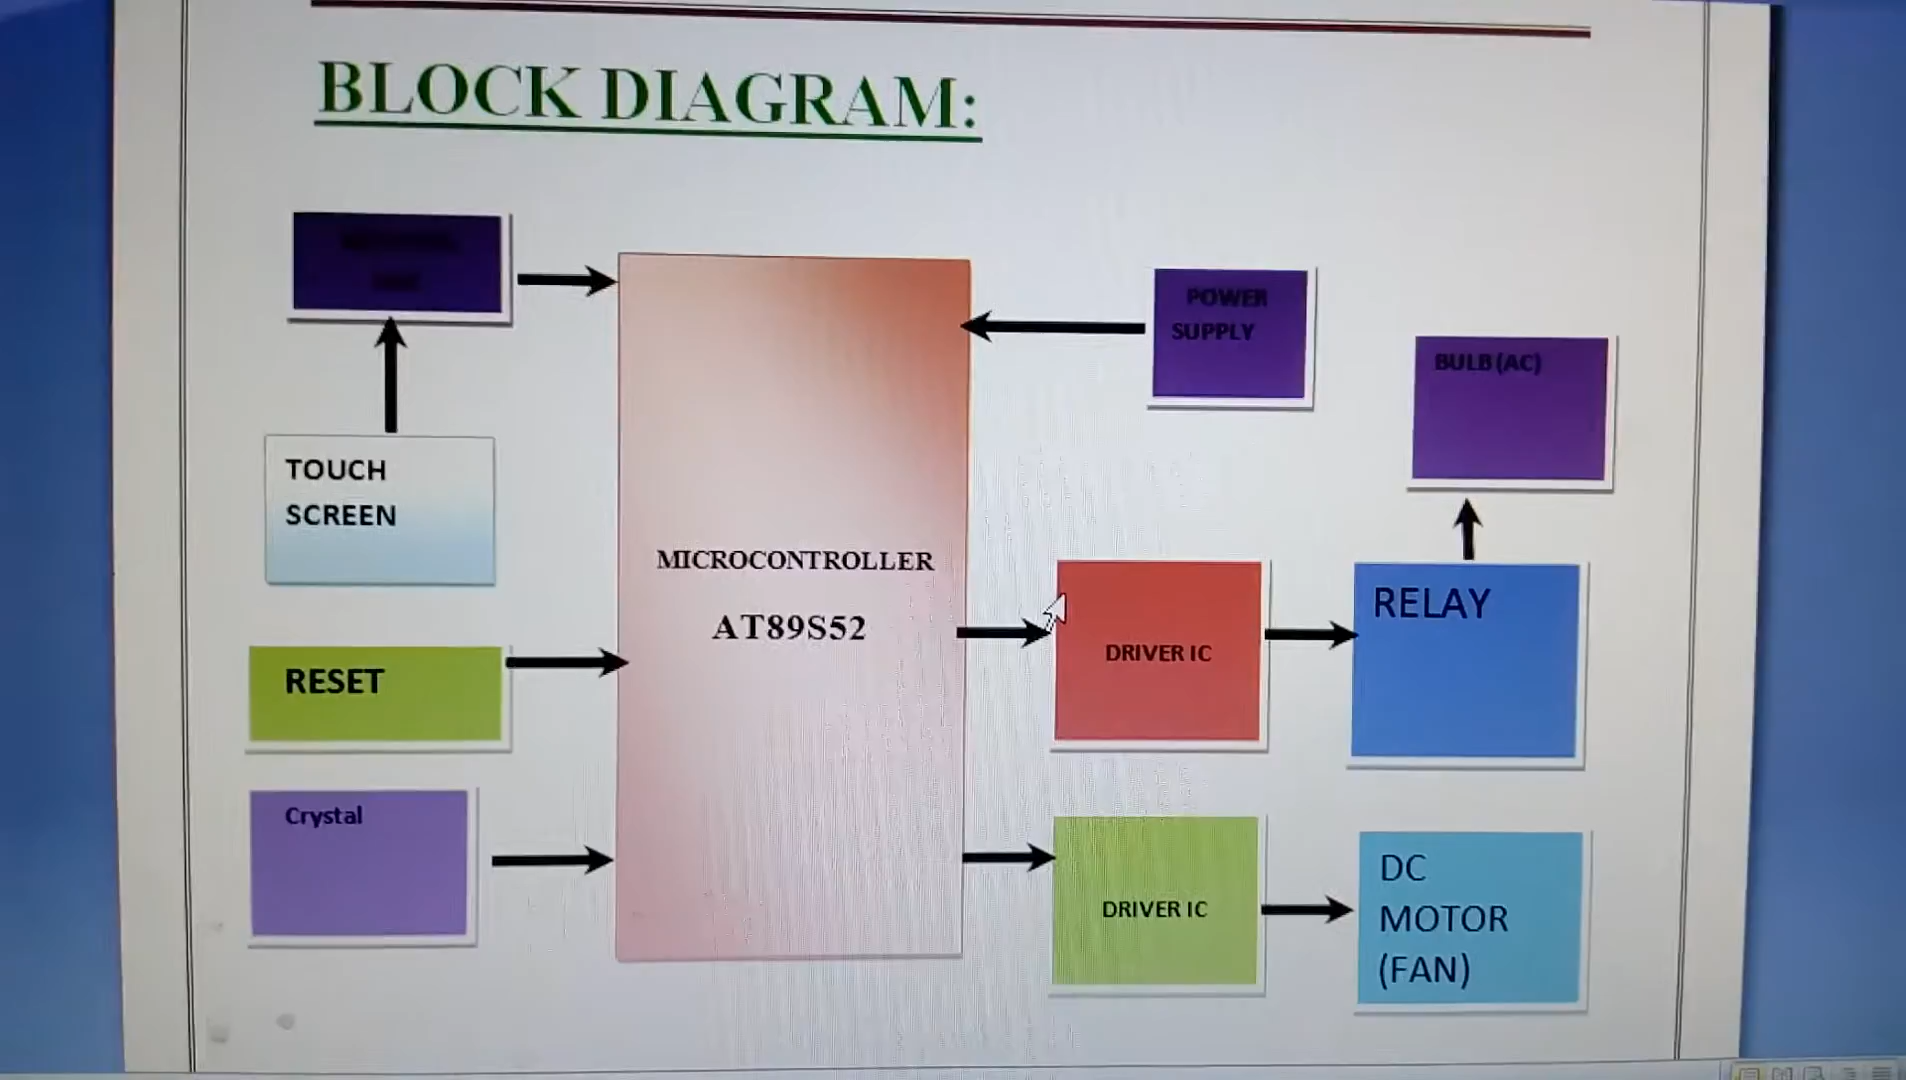 BLOCK DIAGRAM:
POWER
SUPPLY
BULB (AC)
TOUCH
SCREEN
MICROCONTROLLER
AT89S52
DRIVER IC
RELAY
RESET
Crystal
DRIVER IC
DC
MOTOR
(FAN)